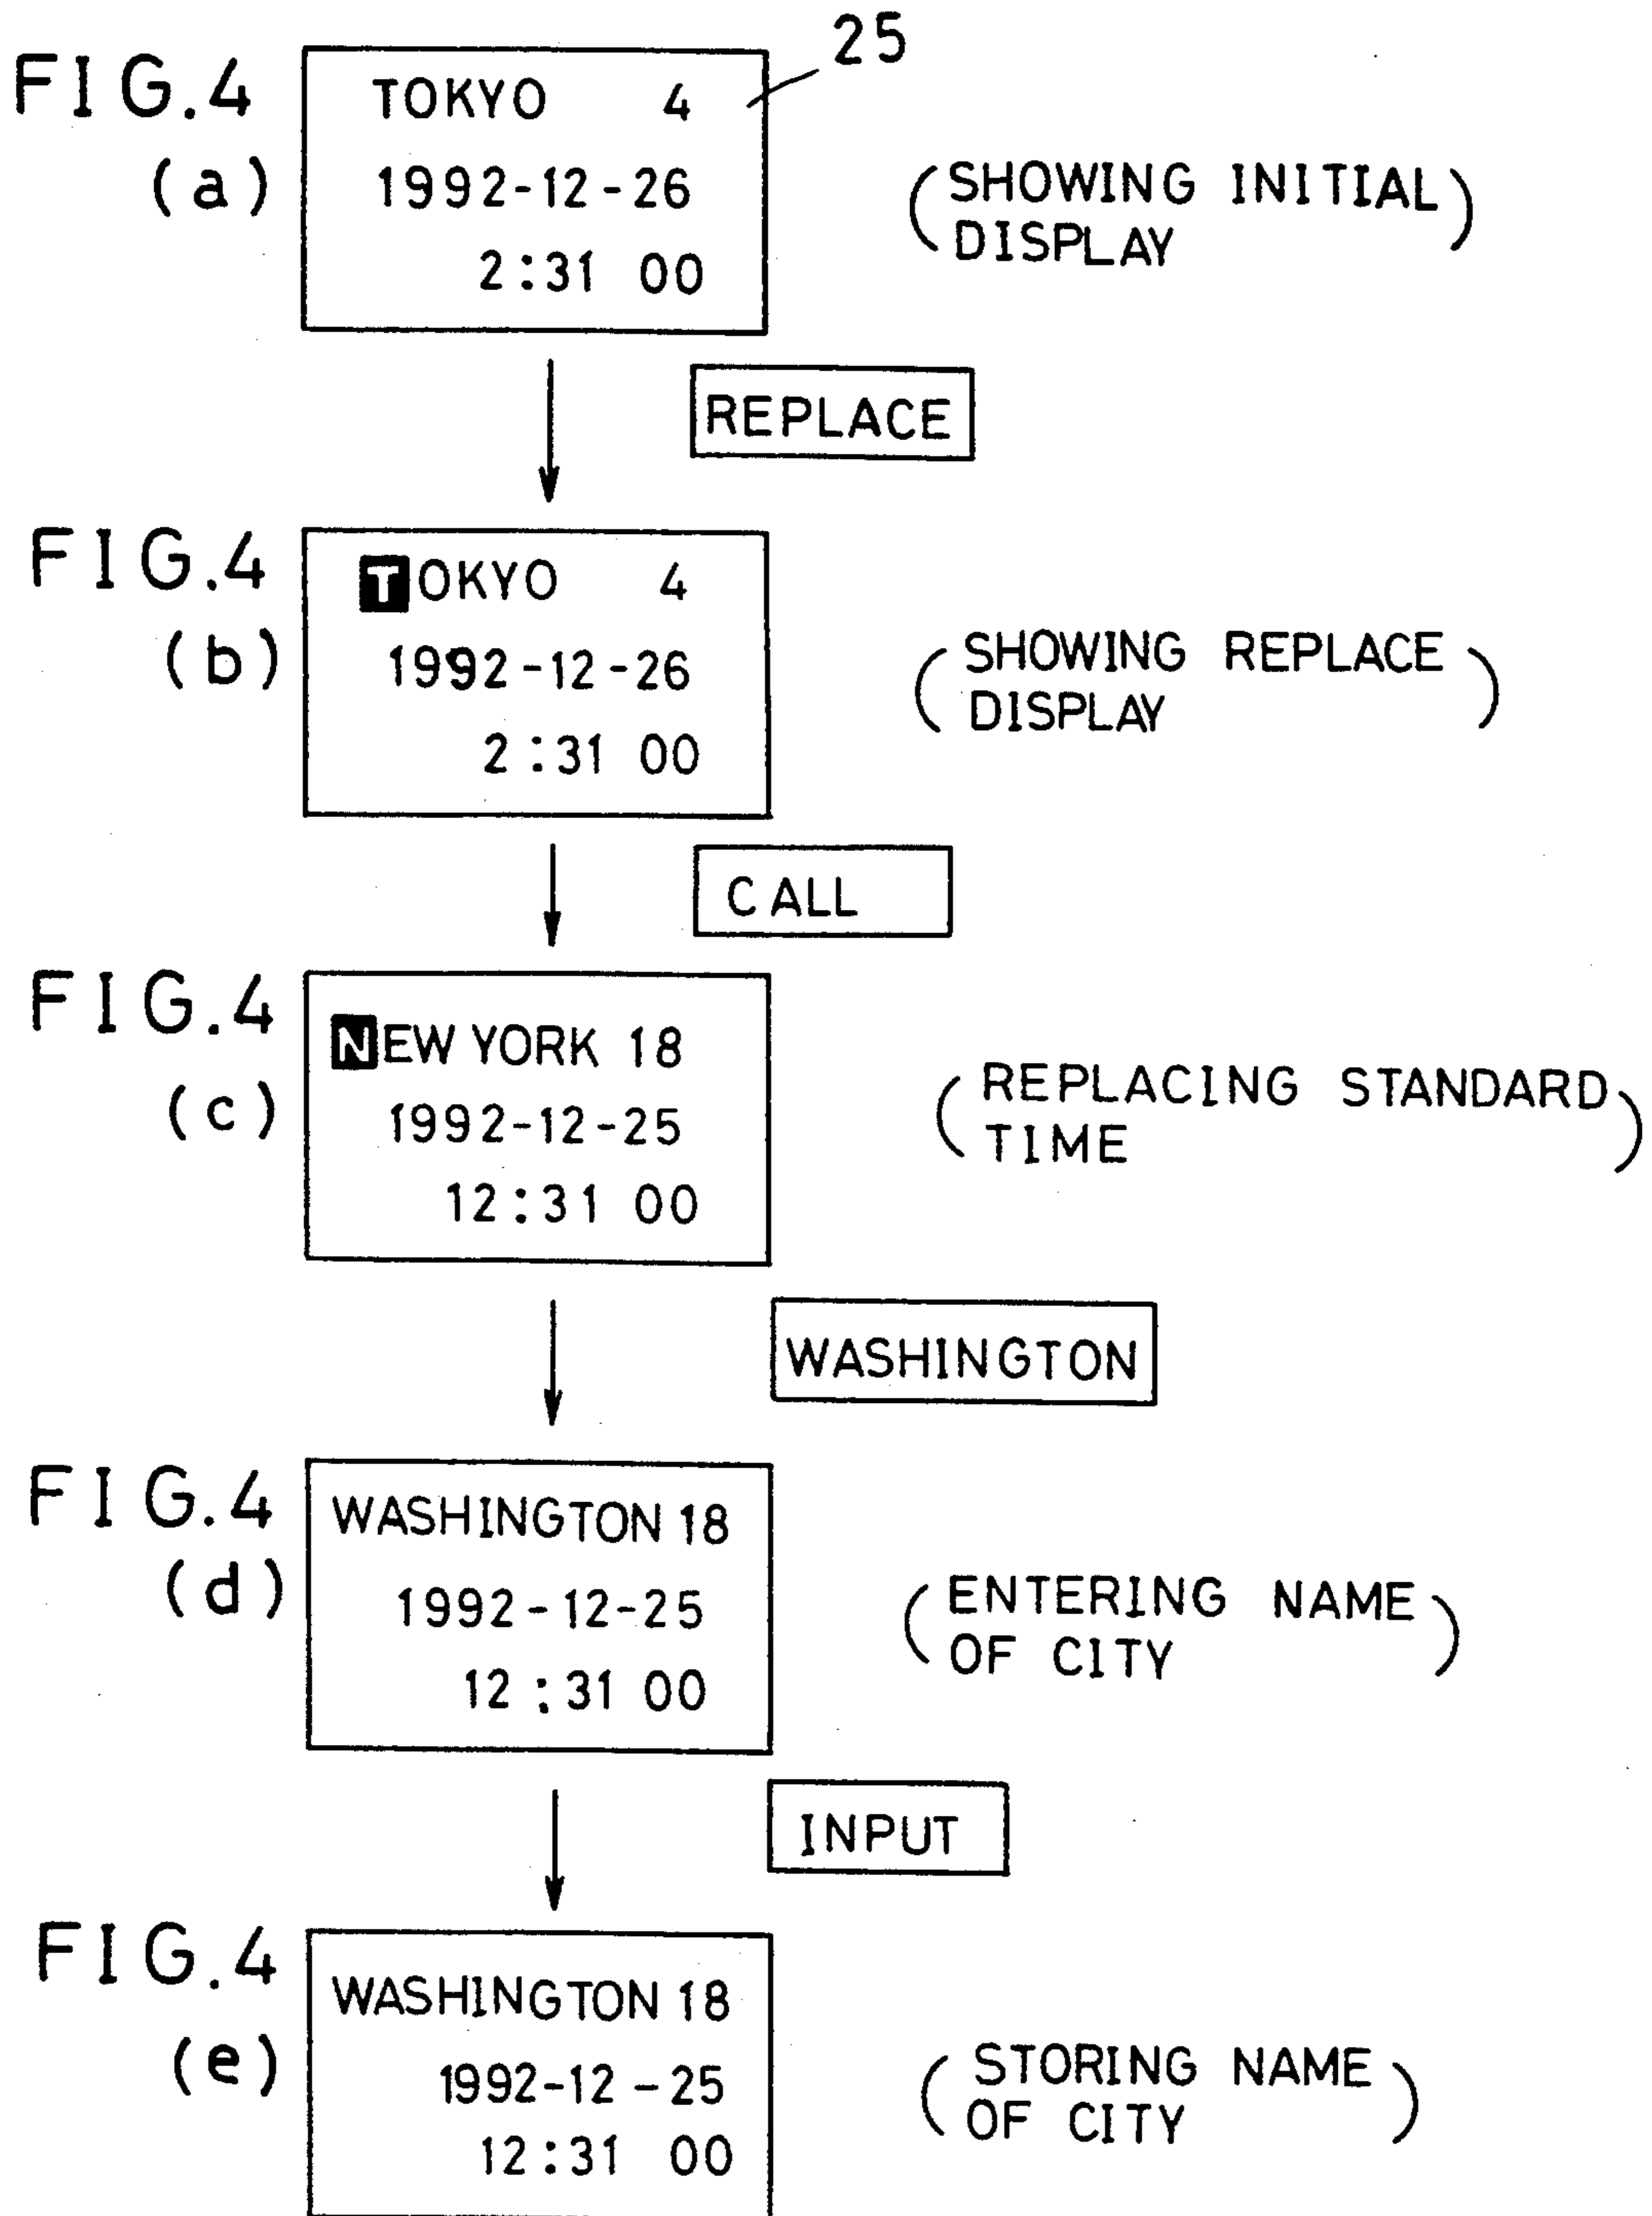 25
FIG.4
(a)
TOKYO 4
1992-12-26
2:31 00
(SHOWING INITIAL
DISPLAY)
REPLACE
FIG.4
(b)
TOKYO 4
1992-12-26
2:31 00
(SHOWING REPLACE
DISPLAY)
CALL
FIG.4
(c)
NEW YORK 18
1992-12-25
12:31 00
(REPLACING STANDARD
TIME)
WASHINGTON
FIG.4
(d)
WASHINGTON 18
1992-12-25
12:31 00
(ENTERING NAME
OF CITY)
INPUT
FIG.4
(e)
WASHINGTON 18
1992-12-25
12:31 00
(STORING NAME
OF CITY)